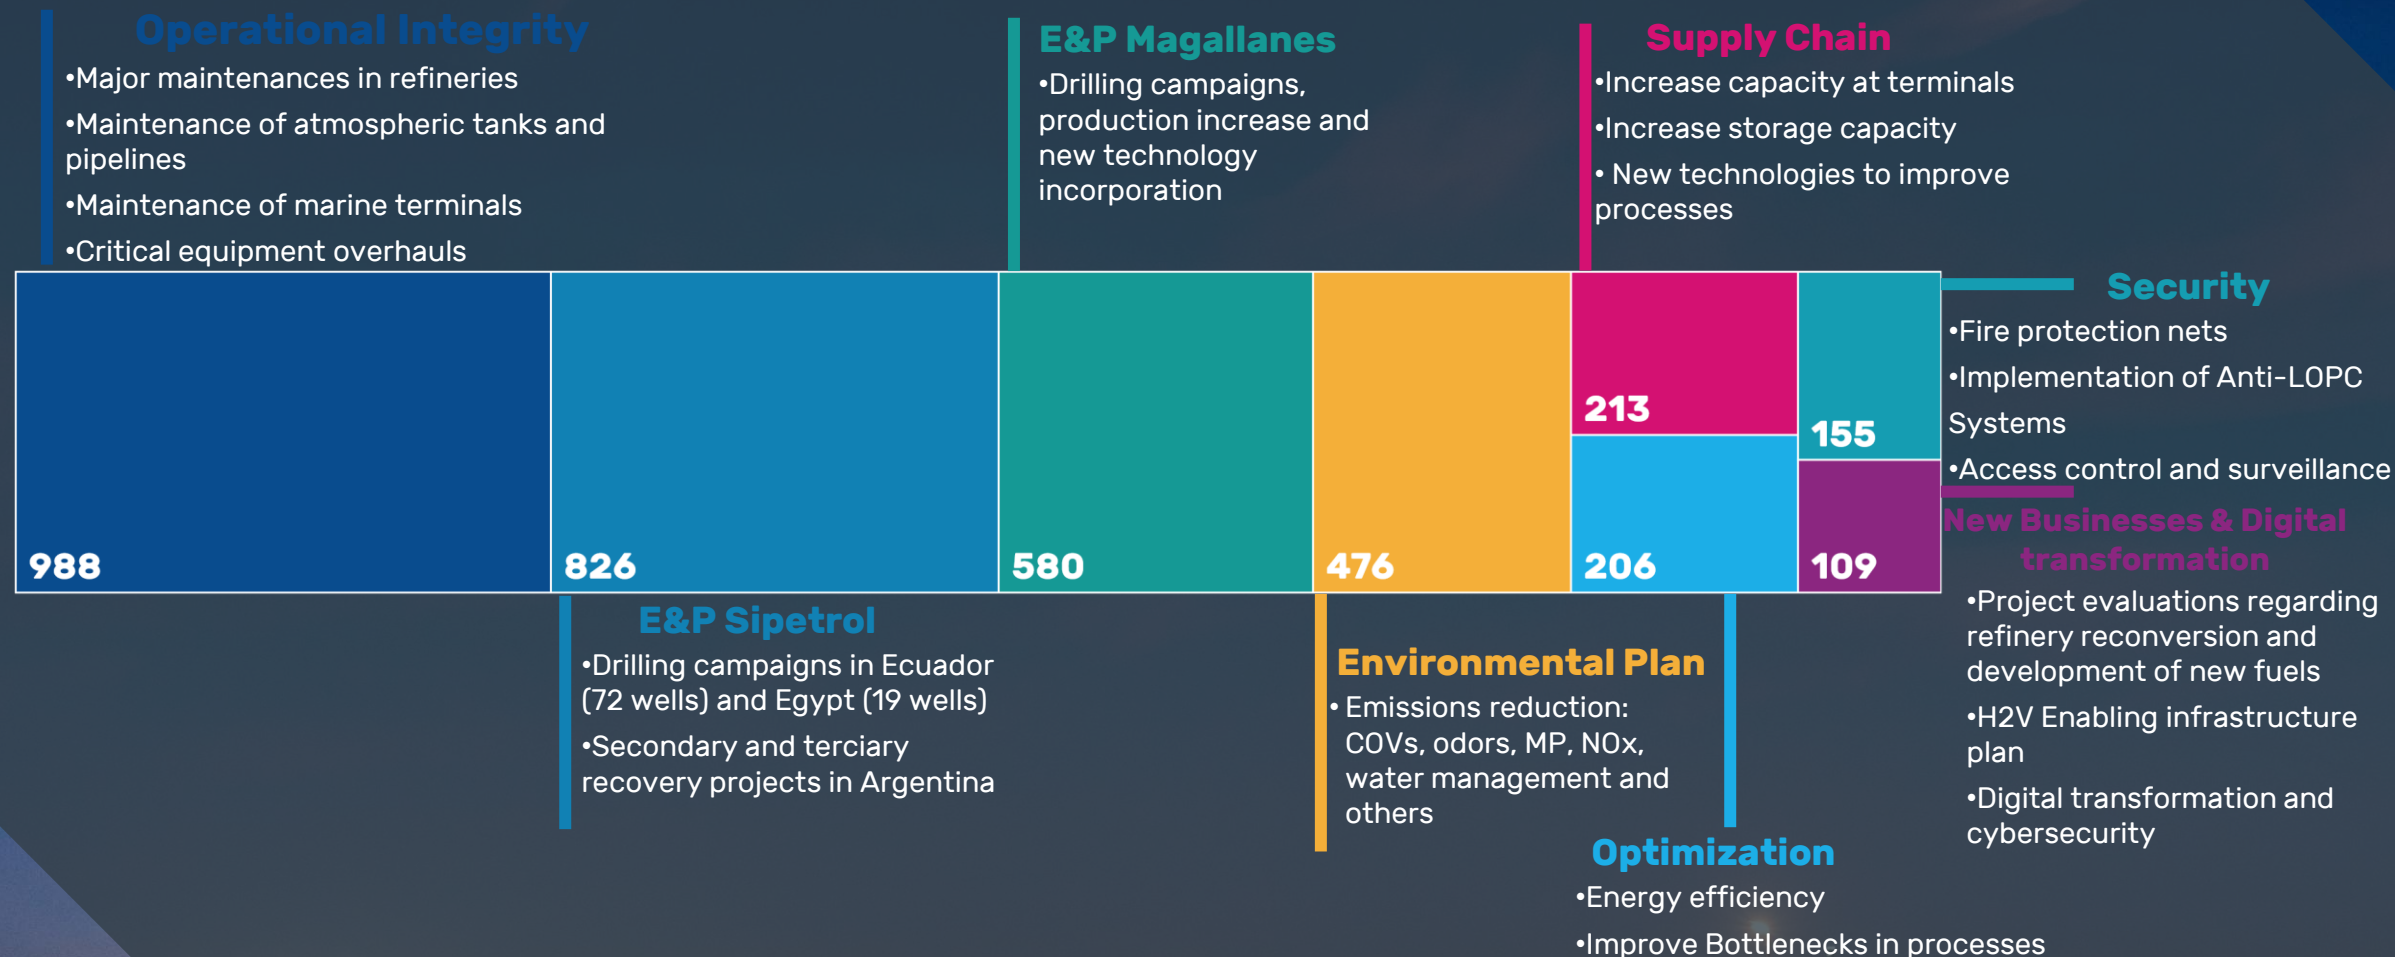 Operational Integrity
•Major maintenances in refineries
•Maintenance of atmospheric tanks and
pipelines
•Maintenance of marine terminals
•Critical equipment overhauls
E&P Magallanes
•Drilling campaigns,
production increase and
new technology
incorporation
Supply Chain
•Increase capacity at terminals
•Increase storage capacity
• New technologies to improve
processes
988
826
580
476
213
206
155
109
Security
•Fire protection nets
•Implementation of Anti-LOPC
Systems
•Access control and surveillance
New Businesses & Digital
transformation
•Project evaluations regarding
refinery reconversion and
development of new fuels
•H2V Enabling infrastructure
plan
•Digital transformation and
cybersecurity
E&P Sipetrol
•Drilling campaigns in Ecuador
(72 wells) and Egypt (19 wells)
•Secondary and terciary
recovery projects in Argentina
Environmental Plan
• Emissions reduction:
COVs, odors, MP, NOx,
water management and
others
Optimization
•Energy efficiency
•Improve Bottlenecks in processes